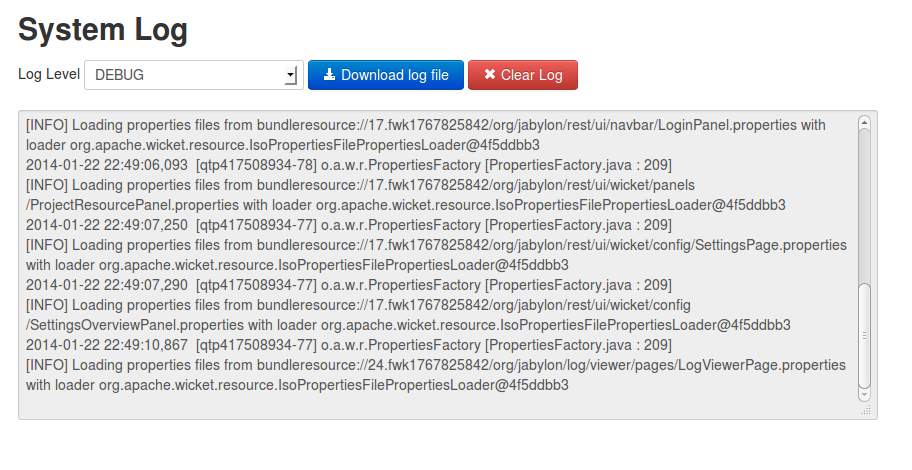 System Log
Log Level DEBUG Download log file Clear Log
[INFO] Loading properties files from bundleresource://17.fwk1767825842/org/jabylon/rest/ui/navbar/LoginPanel.properties with
loader org.apache.wicket.resource.IsoPropertiesFilePropertiesLoader@4f5ddbb3
2014-01-22 22:49:06,093  [qtp417508934-78] o.a.w.r.PropertiesFactory [PropertiesFactory.java : 209]
[INFO] Loading properties files from bundleresource://17.fwk1767825842/org/jabylon/rest/ui/wicket/panels
/ProjectResourcePanel.properties with loader org.apache.wicket.resource.IsoPropertiesFilePropertiesLoader@4f5ddbb3
2014-01-22 22:49:07,250  [qtp417508934-77] o.a.w.r.PropertiesFactory [PropertiesFactory.java : 209]
[INFO] Loading properties files from bundleresource://17.fwk1767825842/org/jabylon/rest/ui/wicket/config/SettingsPage.properties
with loader org.apache.wicket.resource.IsoPropertiesFilePropertiesLoader@4f5ddbb3
2014-01-22 22:49:07,290  [qtp417508934-77] o.a.w.r.PropertiesFactory [PropertiesFactory.java : 209]
[INFO] Loading properties files from bundleresource://17.fwk1767825842/org/jabylon/rest/ui/wicket/config
/SettingsOverviewPanel.properties with loader org.apache.wicket.resource.IsoPropertiesFilePropertiesLoader@4f5ddbb3
2014-01-22 22:49:10,867  [qtp417508934-77] o.a.w.r.PropertiesFactory [PropertiesFactory.java : 209]
[INFO] Loading properties files from bundleresource://24.fwk1767825842/org/jabylon/log/viewer/pages/LogViewerPage.properties
with loader org.apache.wicket.resource.IsoPropertiesFilePropertiesLoader@4f5ddbb3